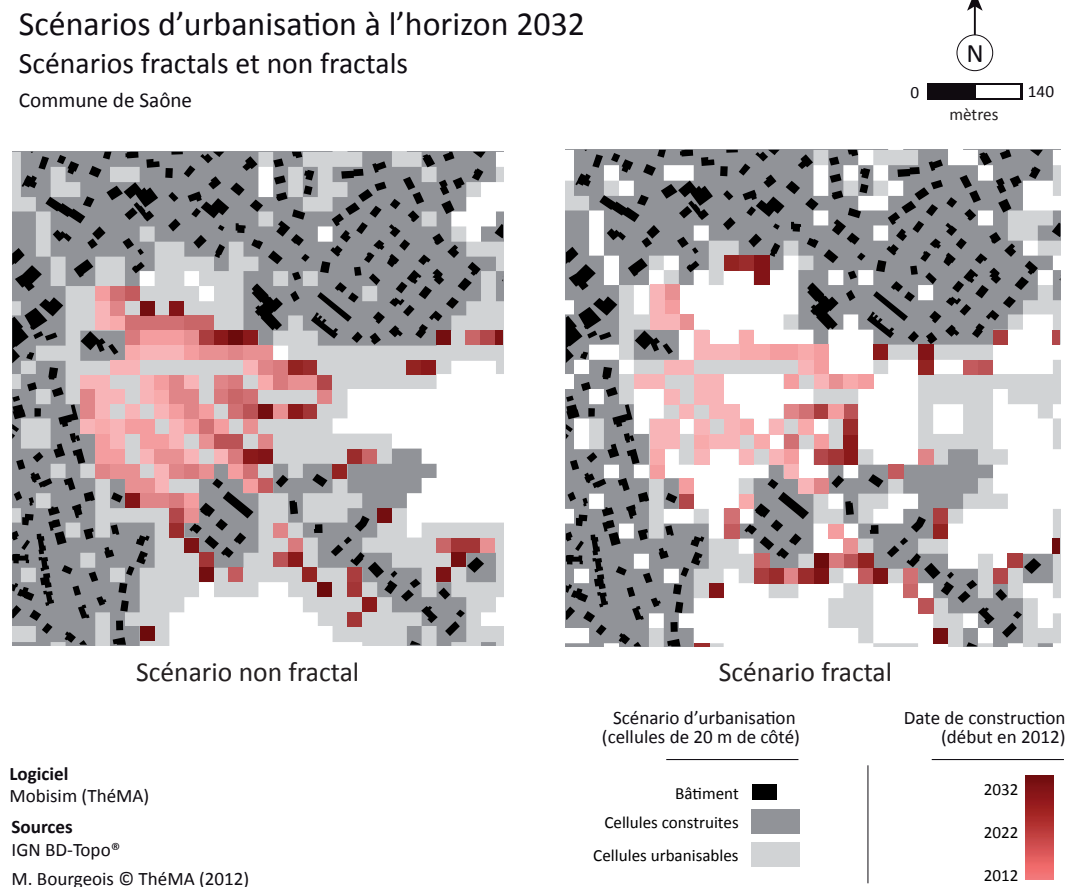 Scénarios d’urbanisation à l’horizon 2032
Scénarios fractals et non fractals
Commune de Saône
N
0 140
mètres
Scénario non fractal
Scénario fractal
Scénario d’urbanisation
(cellules de 20 m de côté)
Bâtiment
Cellules construites
Cellules urbanisables
Date de construction
(début en 2012)
2032
2022
2012
Logiciel
Mobisim (ThéMA)
Sources
IGN BD-Topo®
M. Bourgeois © ThéMA (2012)